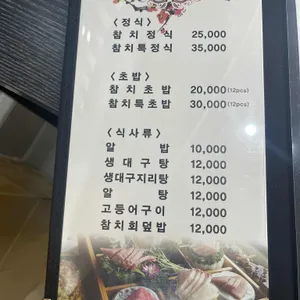 〈정식〉
참치정식 25,000
참치특정식 35,000
〈초밥〉
참치초밥 20,000(12pcs)
참치특초밥 30,000(12pcs)
〈식사류〉
알밥 10,000
생대구탕 12,000
생대구지리탕 12,000
알탕 12,000
고등어구이 12,000
참치회덮밥 12,000